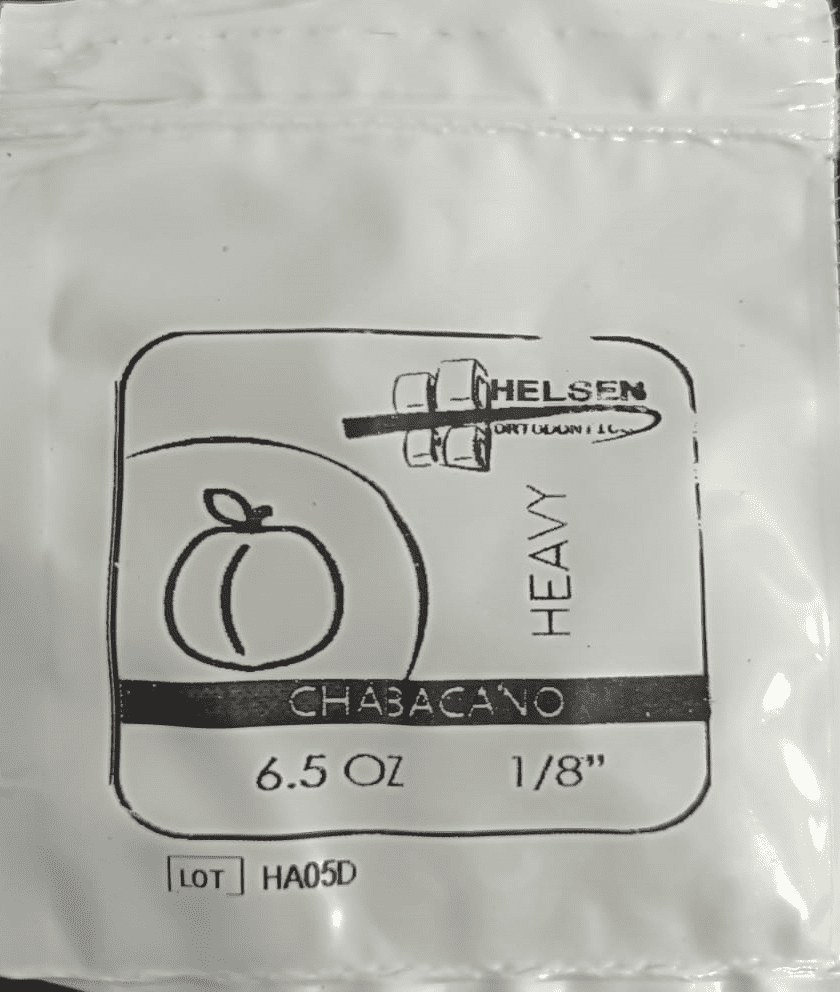 HELSEN
ORTODONTICS
HEAVY
CHABACANO
6.5 OZ 1/8”
LOT HA05D